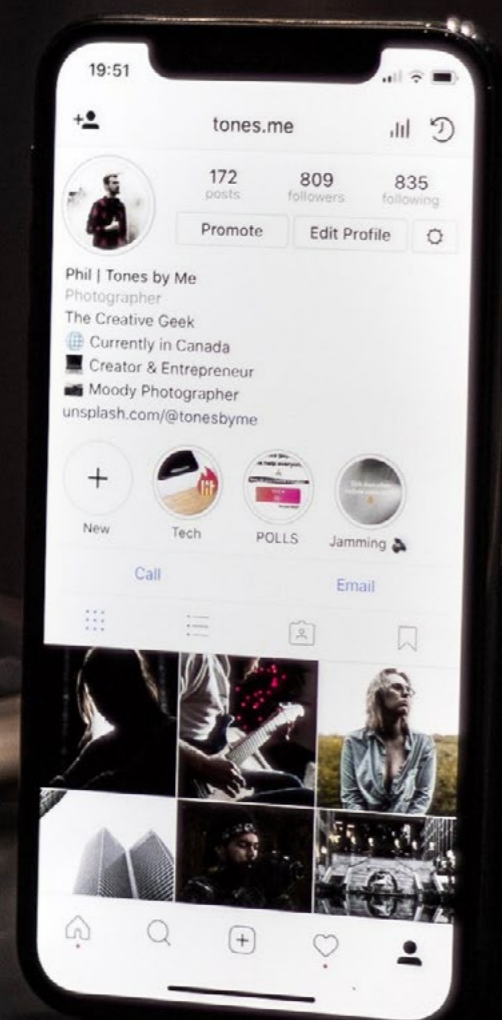 19:51
tones.me
172 809 835
posts followers following
Promote Edit Profile
Phil | Tones by Me
Photographer
The Creative Geek
Currently in Canada
Creator & Entrepreneur
Moody Photographer
unsplash.com/@tonesbyme
New Tech POLLS Jamming
Call Email